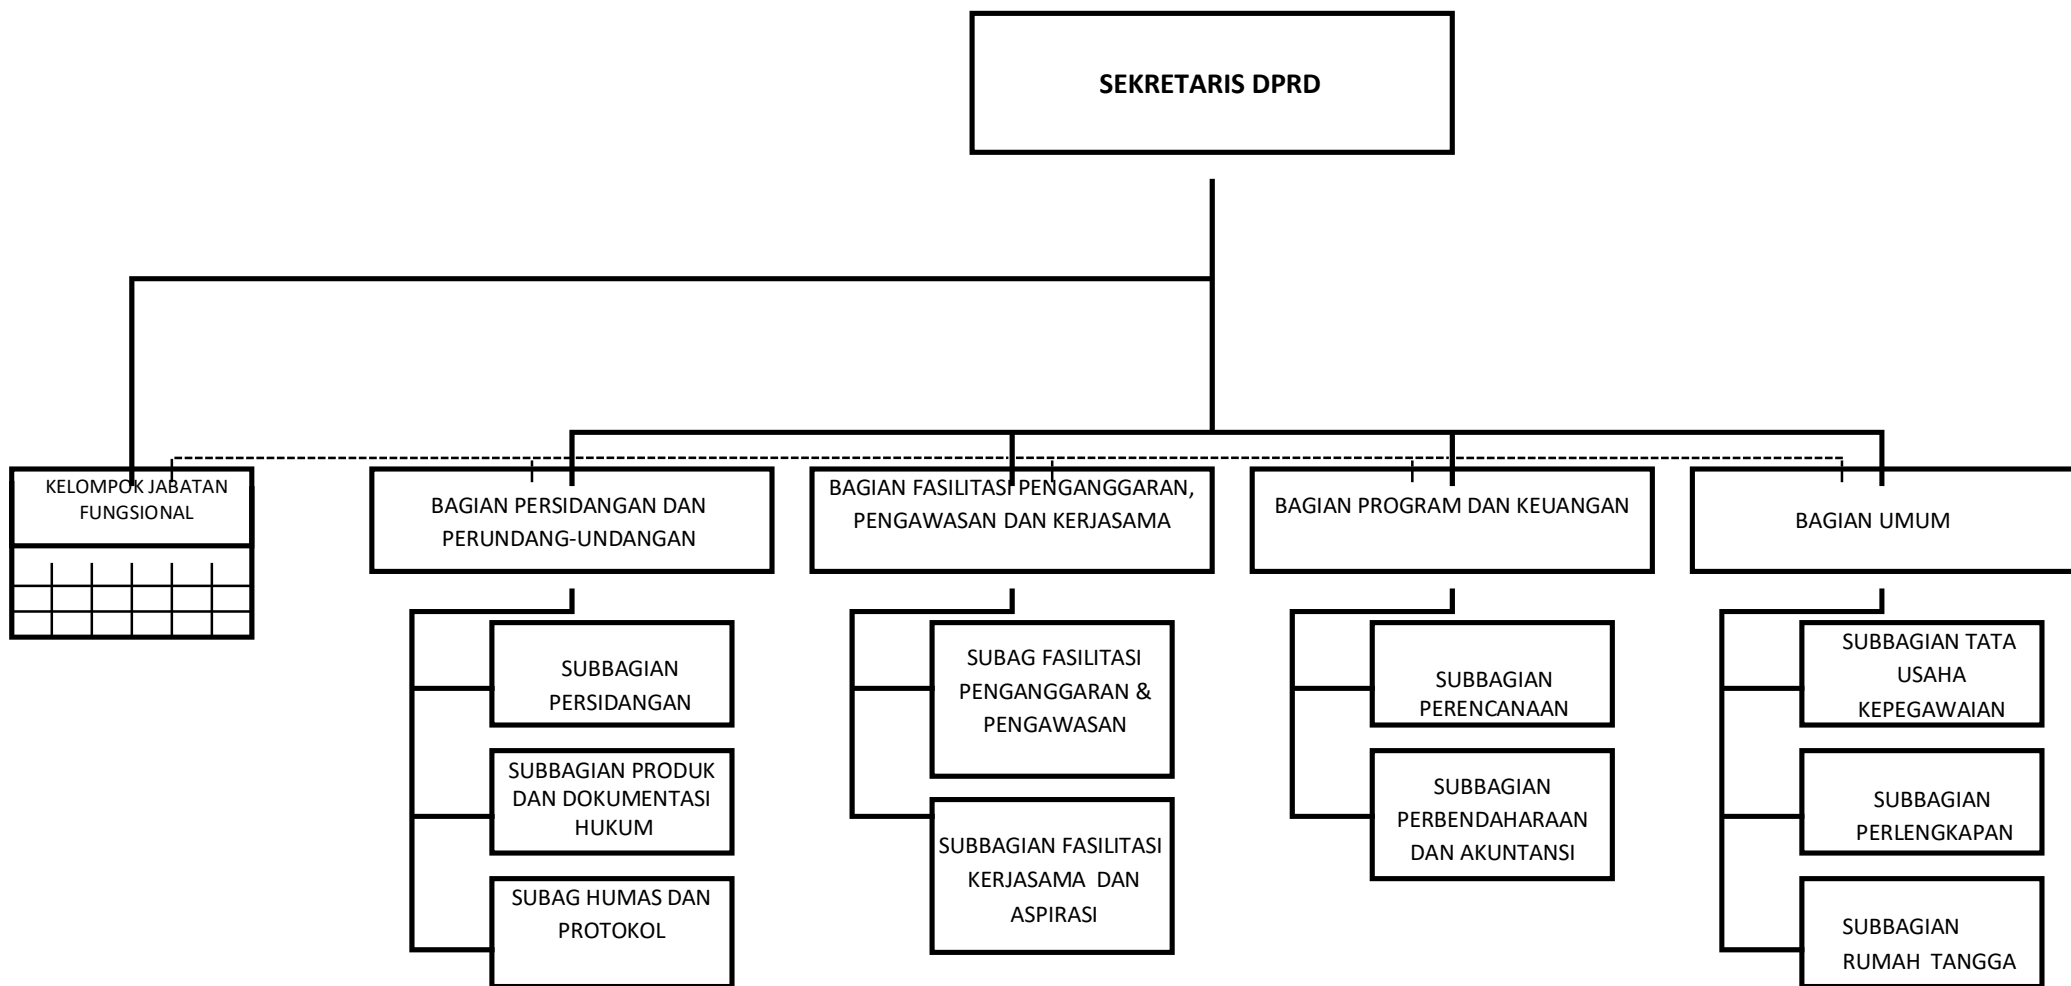 SEKRETARIS DPRD
KELOMPOK JABATAN
FUNGSIONAL
BAGIAN PERSIDANGAN DAN
PERUNDANG-UNDANGAN
BAGIAN FASILITASI PENGANGGARAN,
PENGAWASAN DAN KERJASAMA
BAGIAN PROGRAM DAN KEUANGAN
BAGIAN UMUM
SUBBAGIAN
PERSIDANGAN
SUBBAGIAN PRODUK
DAN DOKUMENTASI
HUKUM
SUBAG HUMAS DAN
PROTOKOL
SUBAG FASILITASI
PENGANGGARAN &
PENGAWASAN
SUBBAGIAN FASILITASI
KERJASAMA DAN
ASPIRASI
SUBBAGIAN
PERENCANAAN
SUBBAGIAN
PERBENDAHARAAN
DAN AKUNTANSI
SUBBAGIAN TATA
USAHA
KEPEGAWAIAN
SUBBAGIAN
PERLENGKAPAN
SUBBAGIAN
RUMAH TANGGA